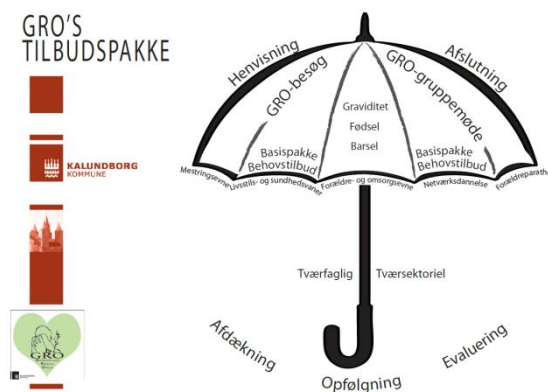 GRO'S
TILBUDSPAKKE
KALUNDBORG
KOMMUNE
GRO
Henvisning
Afslutning
GRO-besøg
GRO-gruppemøde
Graviditet
Fødsel
Barsel
Basispakke
Behovstilbud
Basispakke
Behovstilbud
Mestringsevne
Livsstils- og sundhedsvaner
Forældre- og omsorgsevne
Netværksdannelse
Tværfaglig
Tværsektoriel
Afdækning
Opfølgning
Evaluering